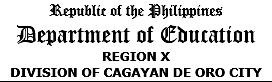 Republic of the Philippines
Department of Education
REGION X
DIVISION OF CAGAYAN DE ORO CITY